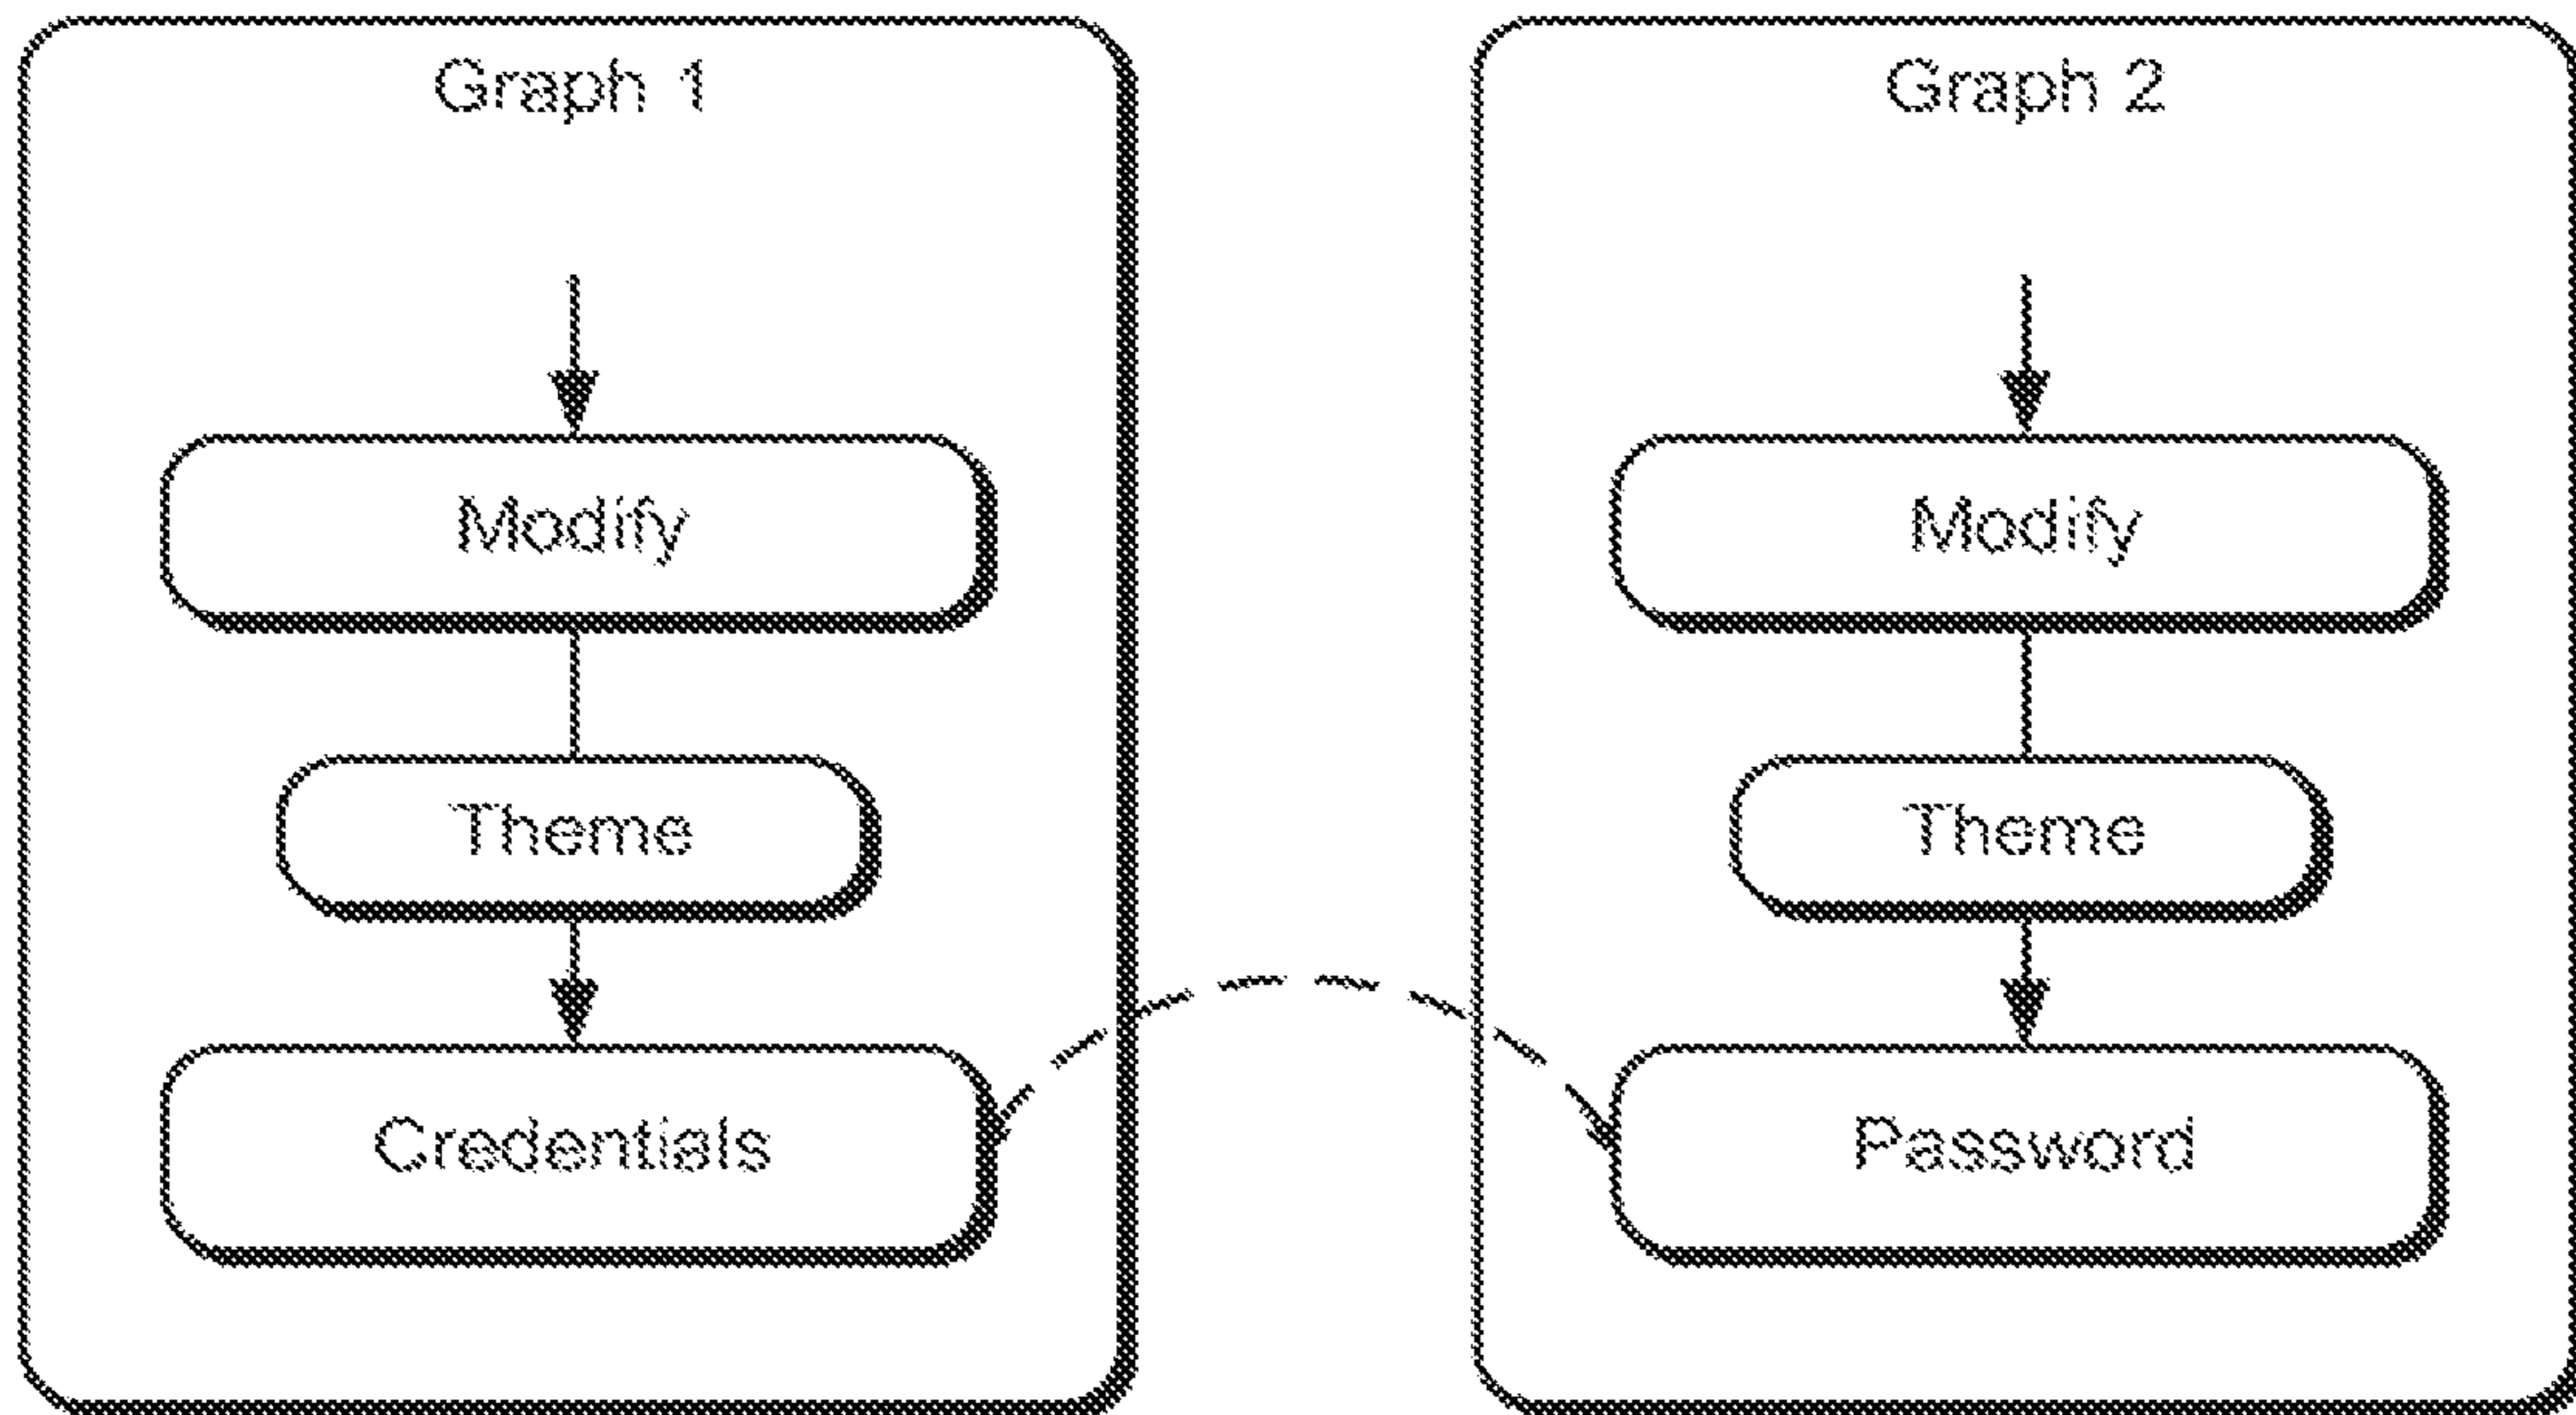 Graph 1
Modify
Theme
Credentials
Graph 2
Modify
Theme
Password